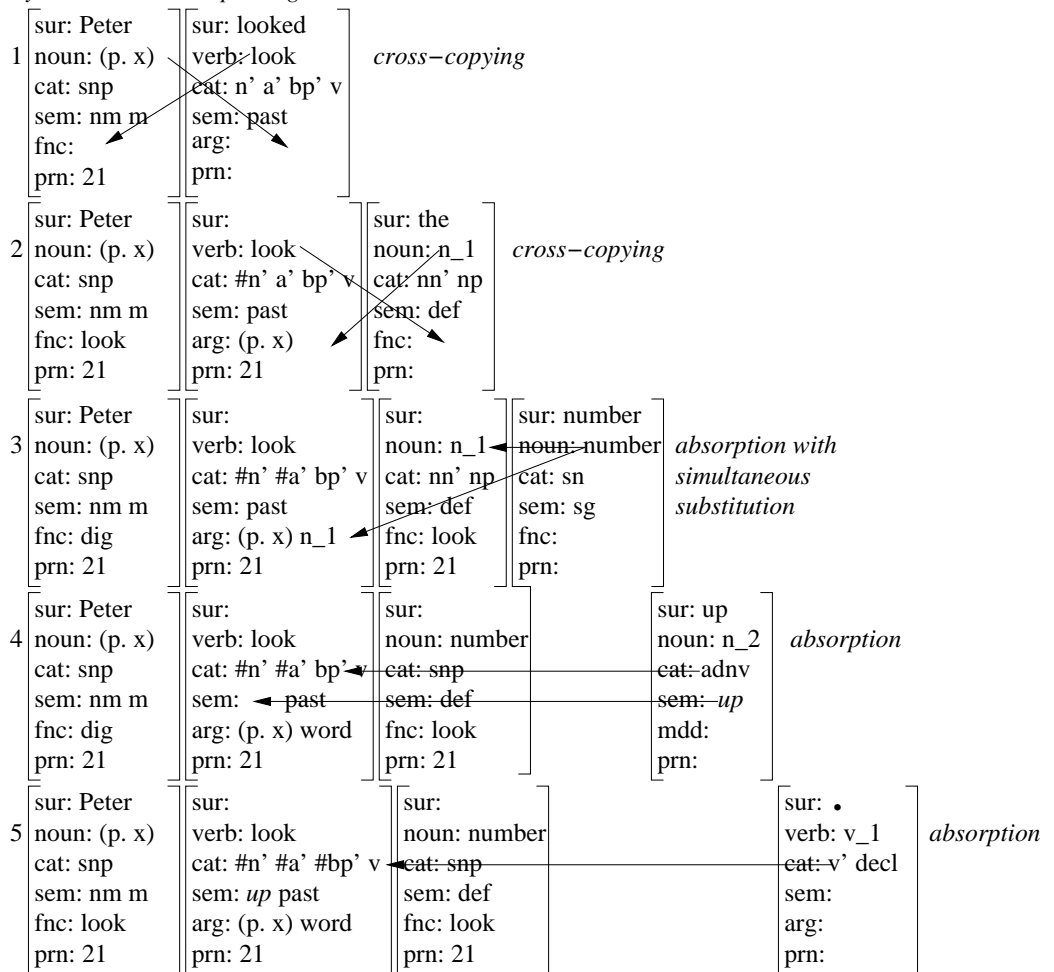 sur: Peter sur: looked
1 noun: (p. x) verb: look cross−copying
cat: snp cat: n’ a’ bp’ v
sem: nm m sem: past
fnc: arg:
prn: 21 prn:
sur: Peter sur: sur: the
2 noun: (p. x) verb: look noun: n_1 cross−copying
cat: snp cat: #n’ a’ bp’ v cat: nn’ np
sem: nm m sem: past sem: def
fnc: look arg: (p. x) fnc:
prn: 21 prn: 21 prn:
sur: Peter sur: sur: sur: number
3 noun: (p. x) verb: look noun: n_1 noun: number absorption with
cat: snp cat: #n’ #a’ bp’ v cat: nn’ np cat: sn simultaneous
sem: nm m sem: past sem: def sem: sg substitution
fnc: dig arg: (p. x) n_1 fnc: look fnc:
prn: 21 prn: 21 prn: 21 prn:
sur: Peter sur: sur: sur: up
4 noun: (p. x) verb: look noun: number noun: n_2 absorption
cat: snp cat: #n’ #a’ bp’ v cat: snp cat: adnv
sem: nm m sem: past sem: def sem: up
fnc: dig arg: (p. x) word fnc: look mdd:
prn: 21 prn: 21 prn: 21 prn:
sur: Peter sur: sur: sur: •
5 noun: (p. x) verb: look noun: number verb: v_1 absorption
cat: snp cat: #n’ #a’ #bp’ v cat: snp cat: v’ decl
sem: nm m sem: up past sem: def sem:
fnc: look arg: (p. x) word fnc: look arg:
prn: 21 prn: 21 prn: 21 prn: